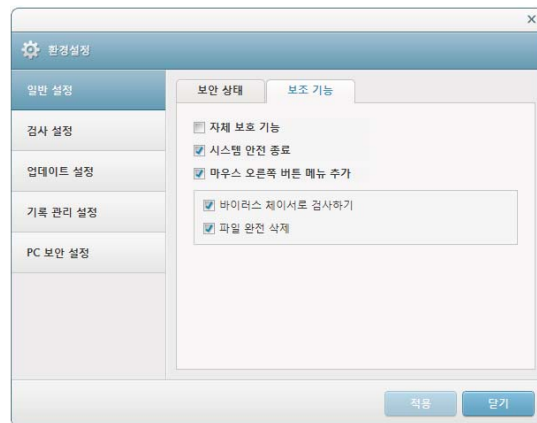 환경설정
일반 설정
검사 설정
업데이트 설정
기록 관리 설정
PC 보안 설정
보안 상태
보조 기능
자체 보호 기능
시스템 안전 종료
마우스 오른쪽 버튼 메뉴 추가
바이러스 체이서로 검사하기
파일 완전 삭제
적용
닫기